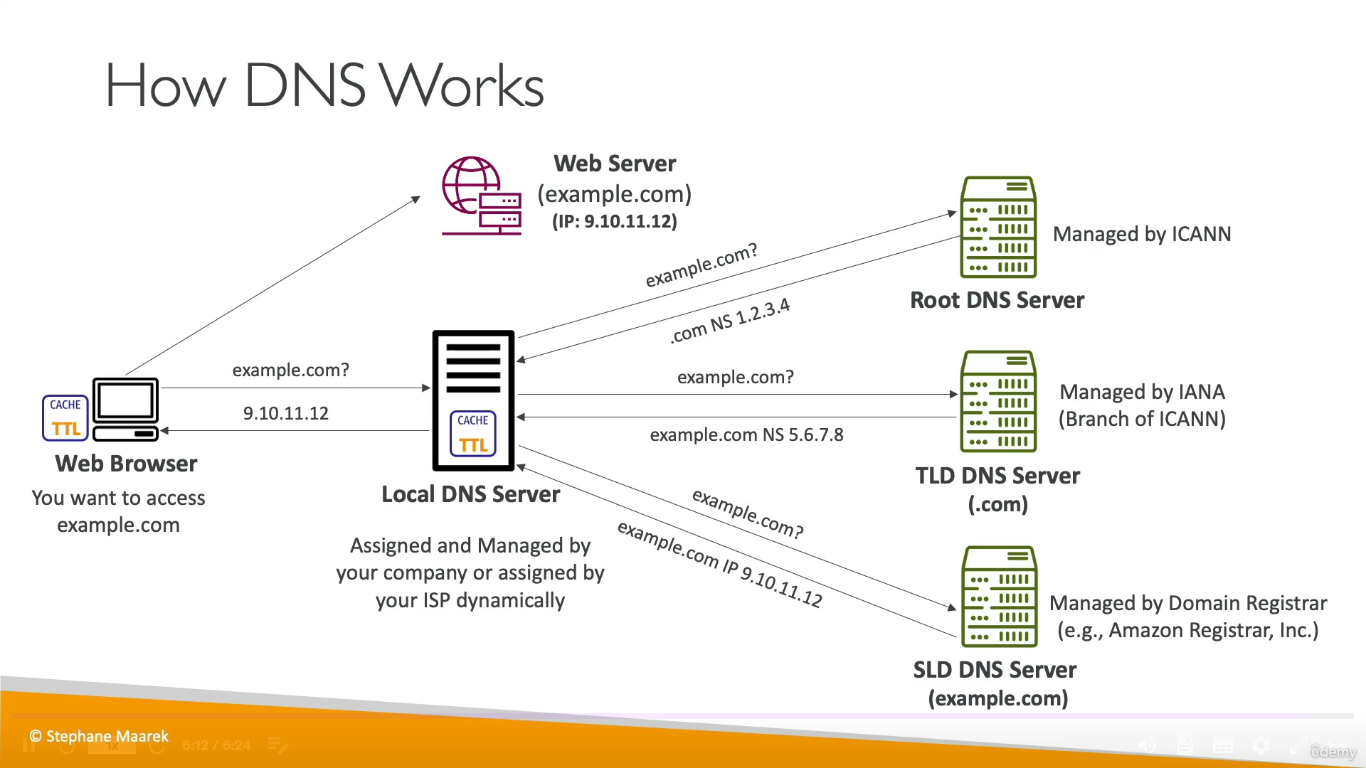 How DNS Works
Web Server
(example.com)
(IP: 9.10.11.12)
example.com?
.com NS 1.2.3.4
Managed by ICANN
Root DNS Server
example.com?
9.10.11.12
CACHE
TTL
Web Browser
You want to access
example.com
CACHE
TTL
Local DNS Server
Assigned and Managed by
your company or assigned by
your ISP dynamically
example.com?
example.com NS 5.6.7.8
Managed by IANA
(Branch of ICANN)
TLD DNS Server
(.com)
example.com?
example.com IP 9.10.11.12
Managed by Domain Registrar
(e.g., Amazon Registrar, Inc.)
SLD DNS Server
(example.com)
© Stephane Maarek
1x
6:12 / 6:24
ûdemy